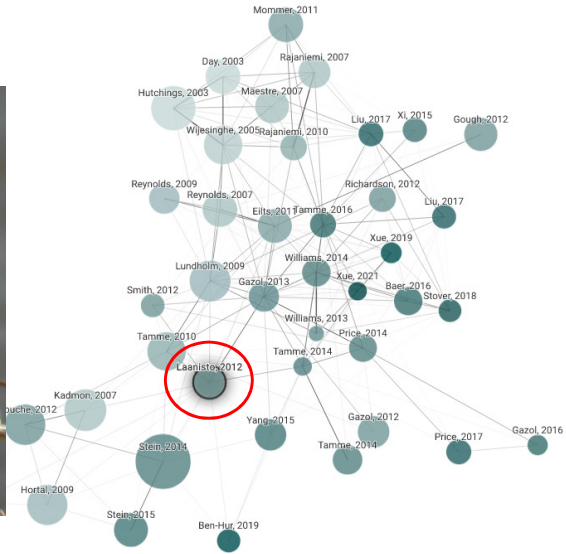 Mommer, 2011
Day, 2003
Rajaniemi, 2007
Hutchings, 2003
Maestre, 2007
Wijesinghe, 2005
Rajaniemi, 2010
Liu, 2017
Xi, 2015
Gough, 2012
Reynolds, 2009
Reynolds, 2007
Richardson, 2012
Eilts, 2011
Tamme, 2016
Liu, 2017
Xue, 2019
Lundholm, 2009
Williams, 2014
Gazol, 2013
Xue, 2021
Smith, 2012
Baer, 2016
Stover, 2018
Williams, 2013
Tamme, 2010
Price, 2014
Tamme, 2014
Laanisto, 2012
Kadmon, 2007
ouche, 2012
Yang, 2015
Gazol, 2012
Stein, 2014
Tamme, 2014
Price, 2017
Gazol, 2016
Hortal, 2009
Stein, 2015
Ben-Hur, 2019